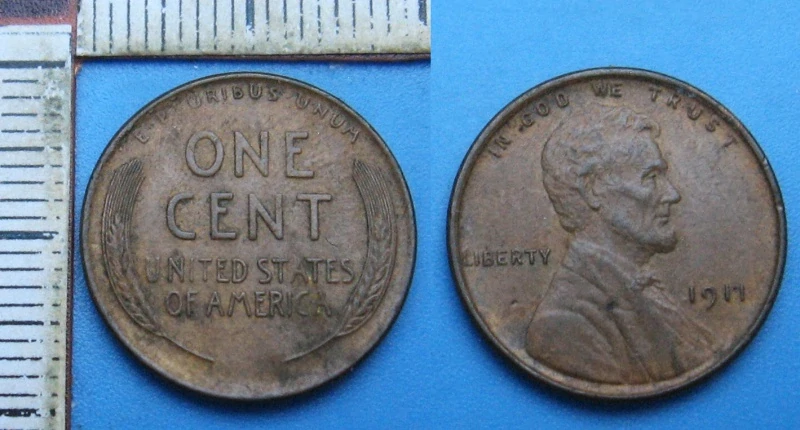 E·PLURIBUS·UNUM
ONE
CENT
UNITED STATES
OF AMERICA
IN GOD WE TRUST
LIBERTY
1917